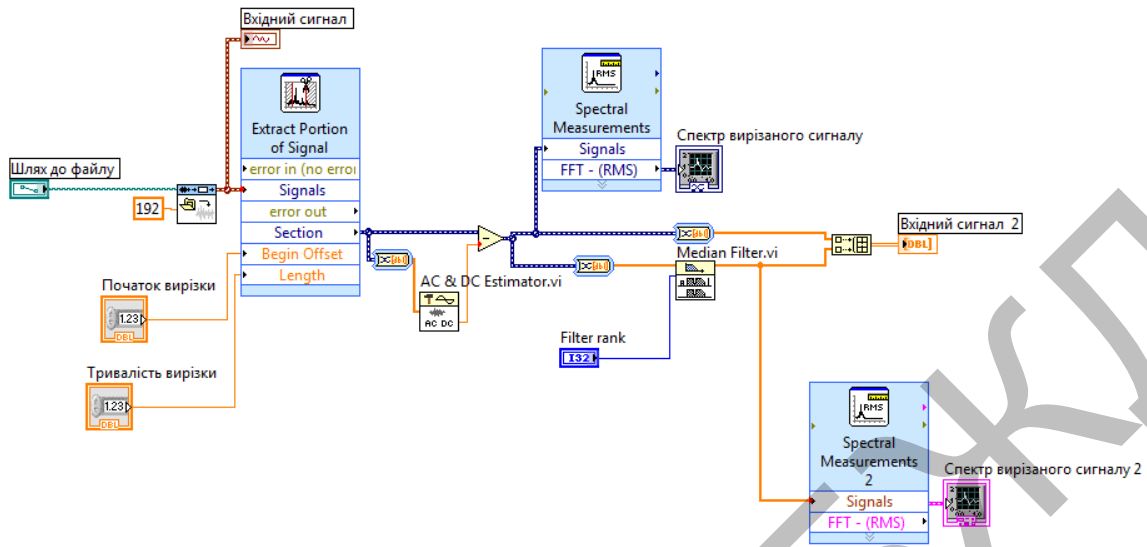 Вхідний сигнал
Extract Portion
of Signal
error in (no erroı
Signals
error out
Section
Begin Offset
Length
Шлях до файлу
192
Початок вирізки
1.23
DBL
Тривалість вирізки
1.23
DBL
AC & DC Estimator.vi
AC DC
RMS
Spectral
Measurements
Signals
FFT - (RMS)
Спектр вирізаного сигналу
Median Filter.vi
Filter rank
I32
Вхідний сигнал 2
DBL]
RMS
Spectral
Measurements
2
Signals
FFT - (RMS)
Спектр вирізаного сигналу 2